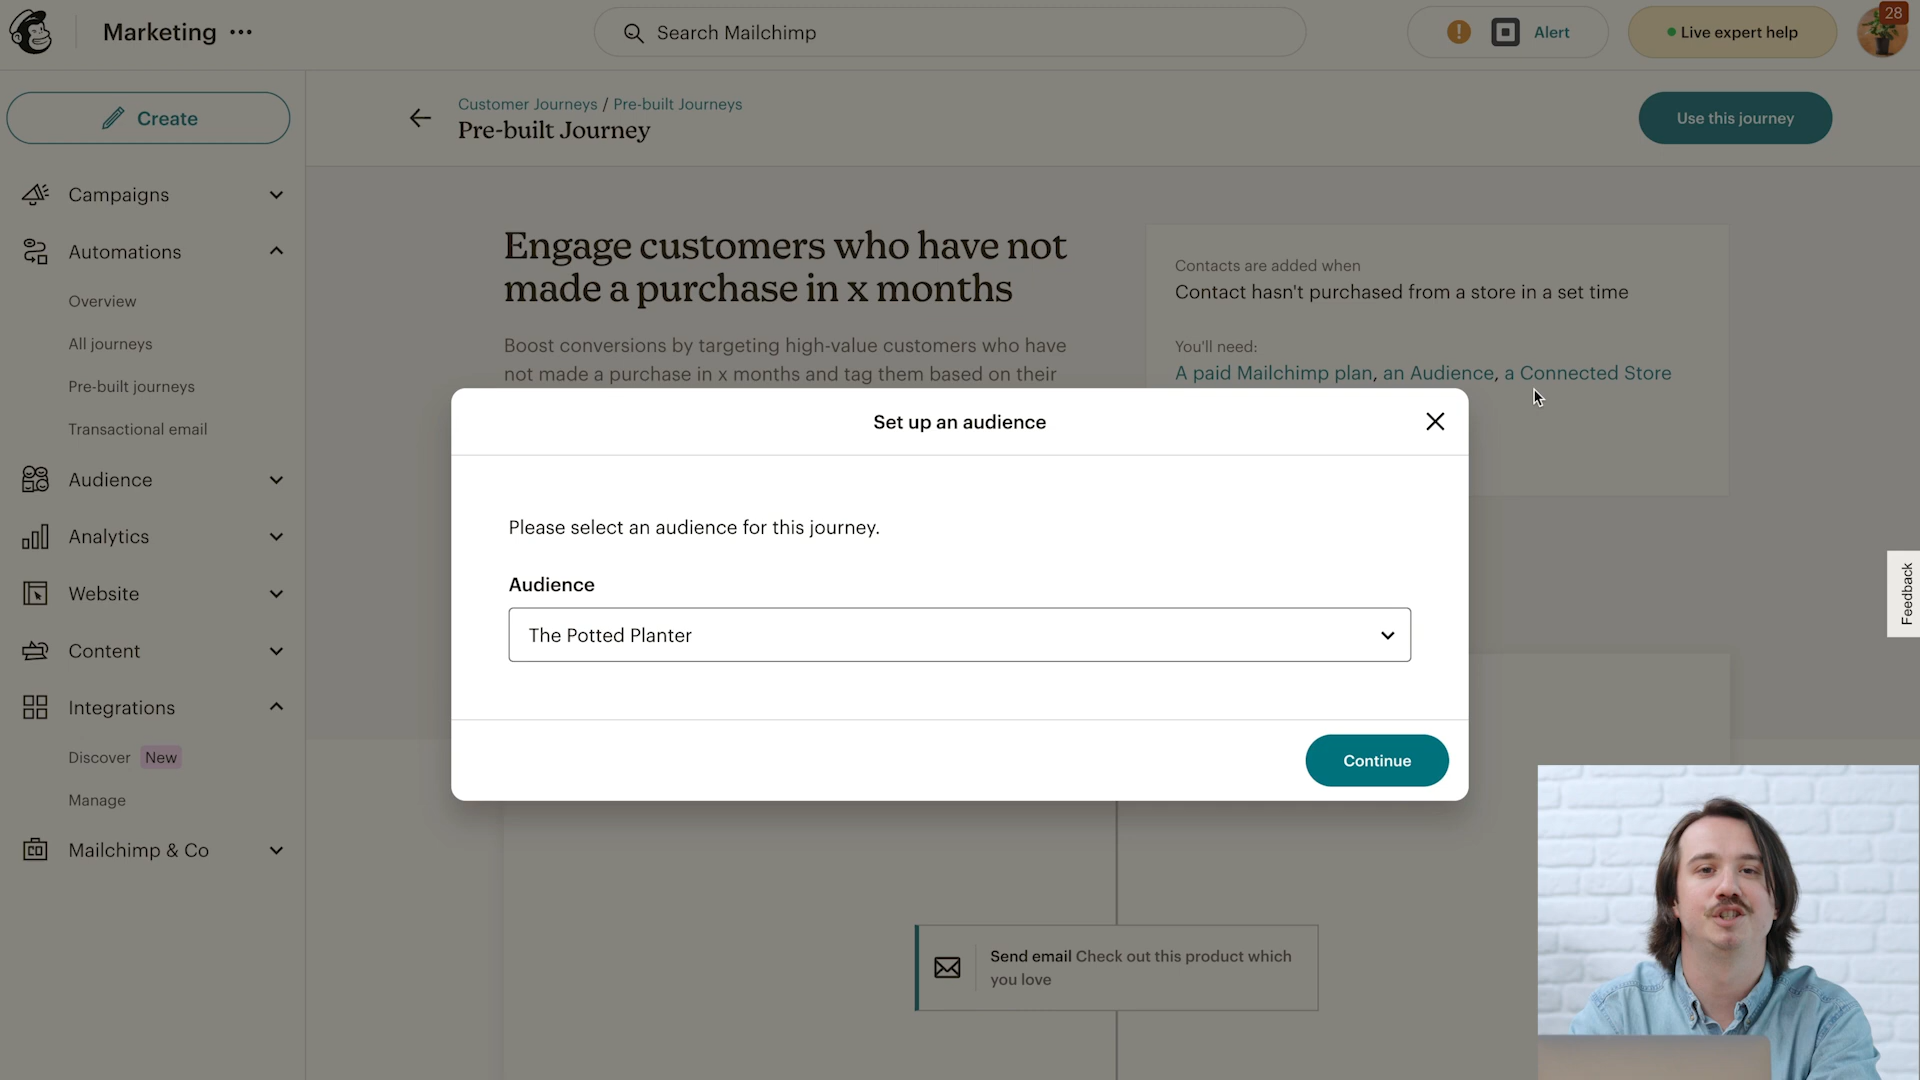 Marketing
Search Mailchimp
Alert
Live expert help
28
Create
Campaigns
Automations
Overview
All journeys
Pre-built journeys
Transactional email
Audience
Analytics
Website
Content
Integrations
Discover New
Manage
Mailchimp & Co
Customer Journeys / Pre-built Journeys
Pre-built Journey
Use this journey
Engage customers who have not
made a purchase in x months
Boost conversions by targeting high-value customers who have
not made a purchase in x months and tag them based on their
Contacts are added when
Contact hasn't purchased from a store in a set time
You'll need:
A paid Mailchimp plan, an Audience, a Connected Store
Set up an audience
Please select an audience for this journey.
Audience
The Potted Planter
Continue
Feedback
Send email Check out this product which
you love